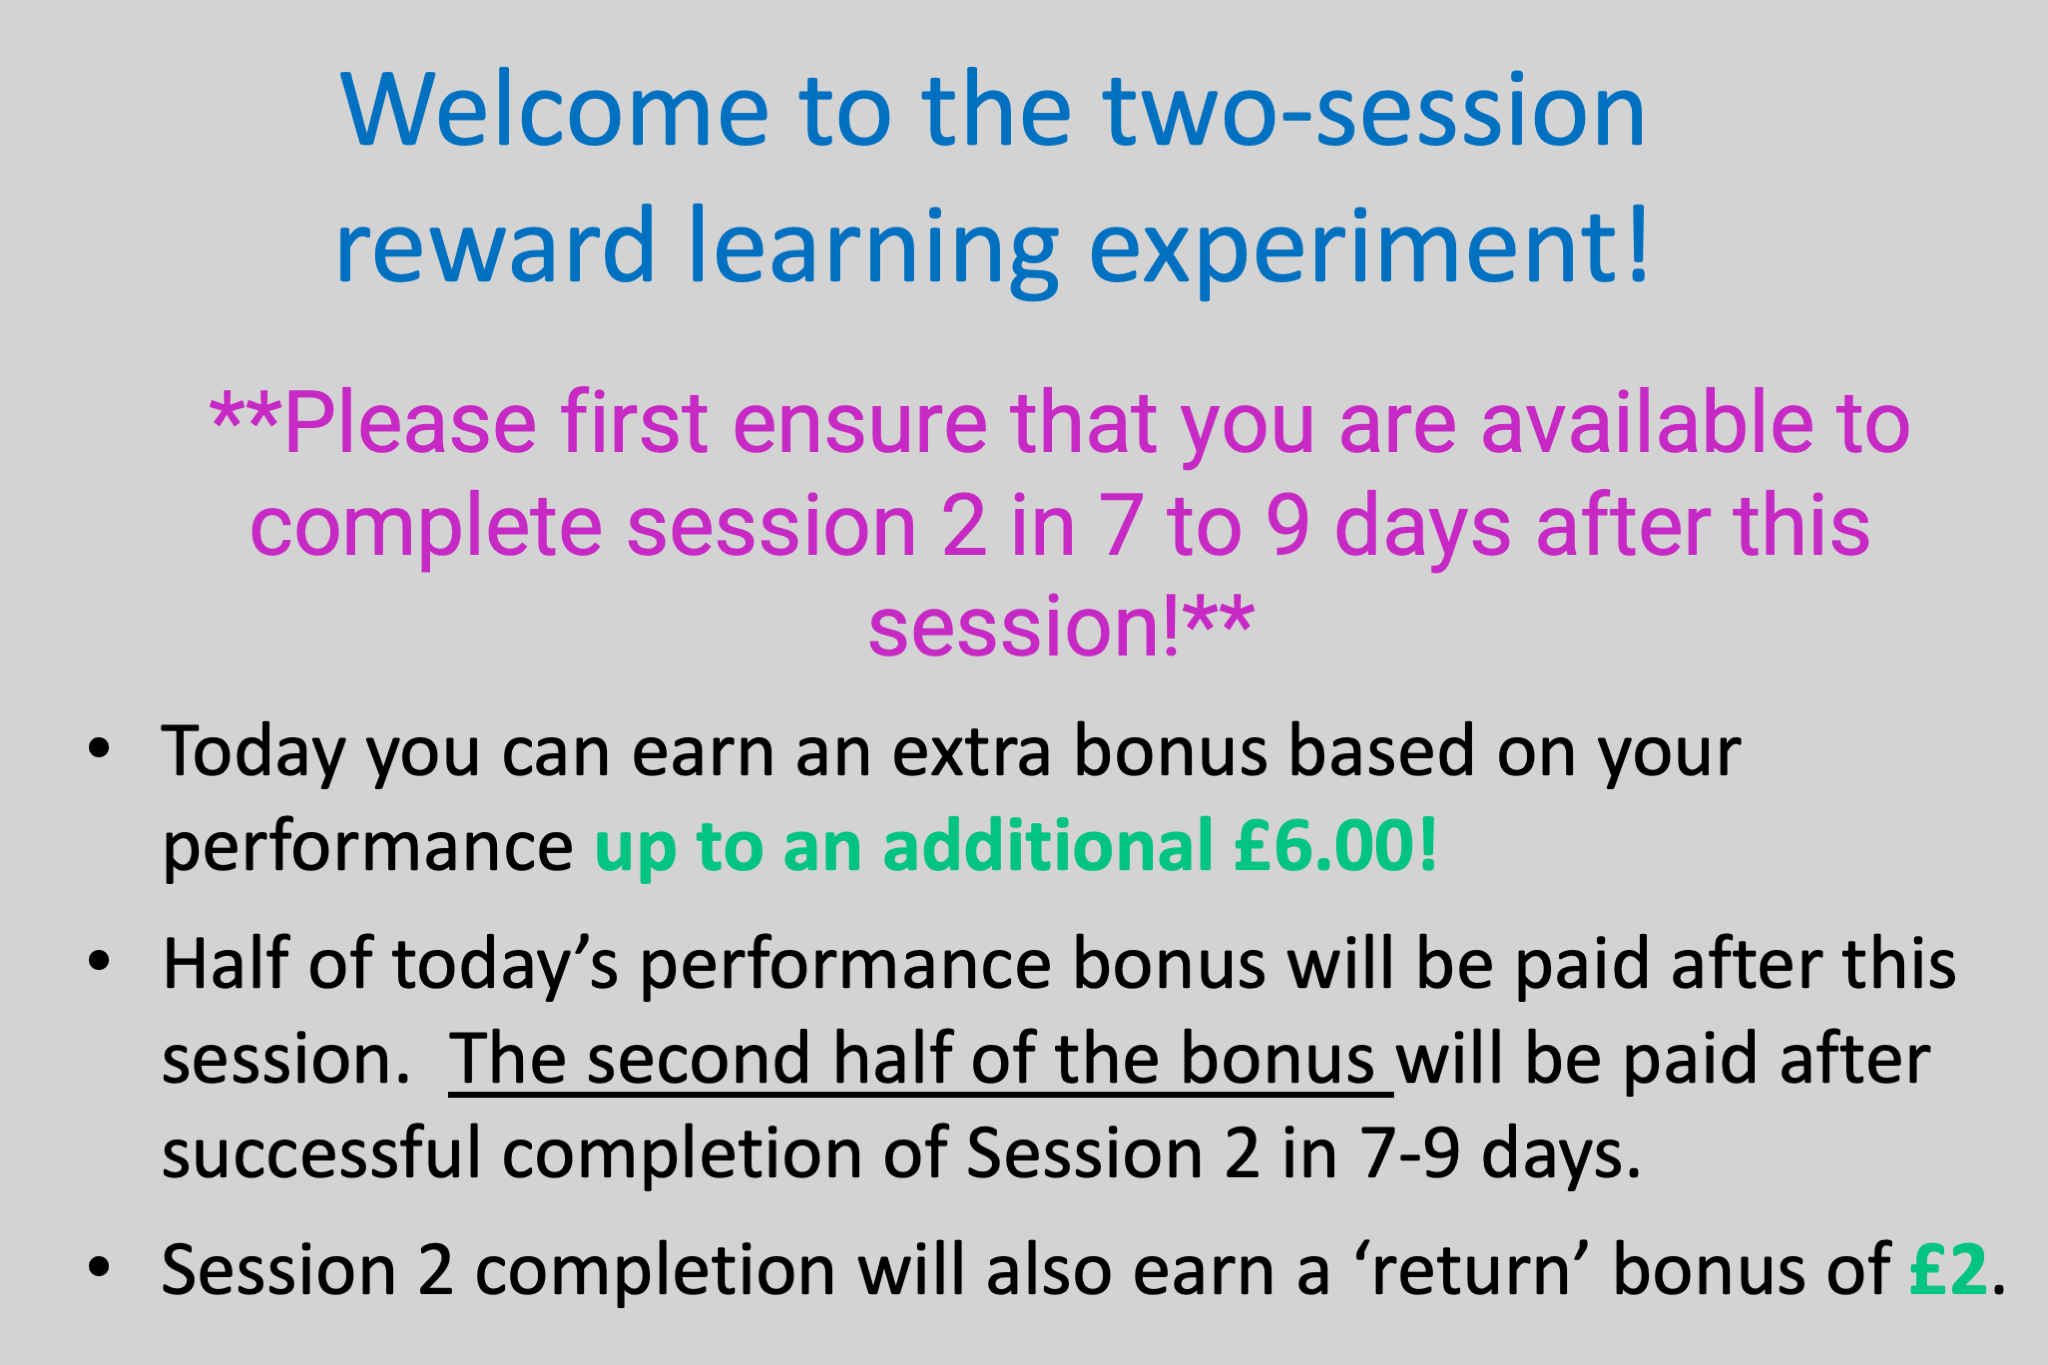 Welcome to the two-session
reward learning experiment!
**Please first ensure that you are available to
complete session 2 in 7 to 9 days after this
session!**
• Today you can earn an extra bonus based on your
performance up to an additional £6.00!
• Half of today’s performance bonus will be paid after this
session.  The second half of the bonus will be paid after
successful completion of Session 2 in 7-9 days.
• Session 2 completion will also earn a ‘return’ bonus of £2.